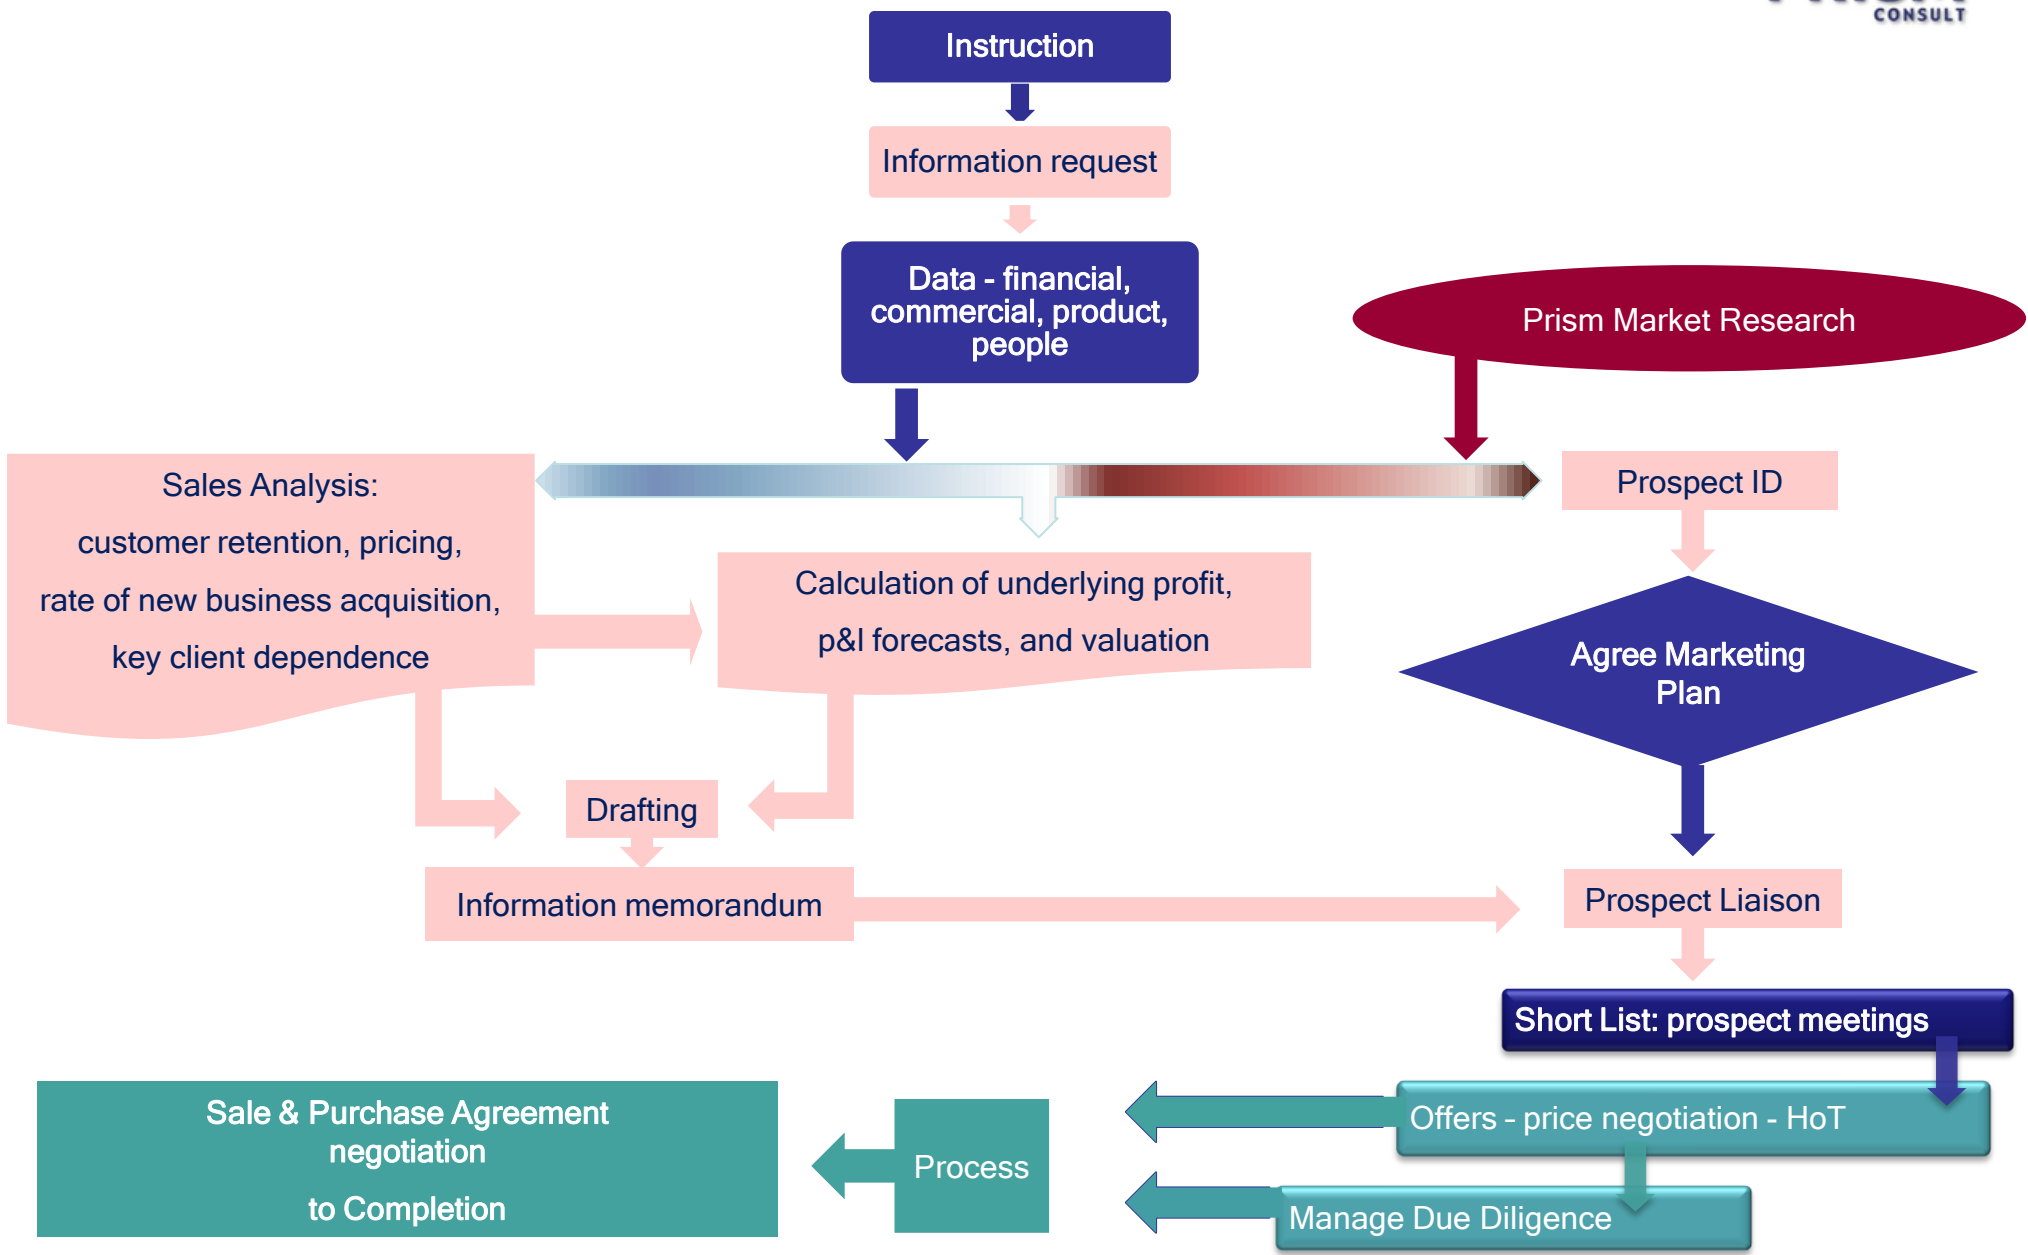 CONSULT
Instruction
Information request
Data - financial,
commercial, product,
people
Prism Market Research
Sales Analysis:
customer retention, pricing,
rate of new business acquisition,
key client dependence
Prospect ID
Calculation of underlying profit,
p&l forecasts, and valuation
Agree Marketing
Plan
Drafting
Information memorandum
Prospect Liaison
Short List: prospect meetings
Offers - price negotiation - HoT
Manage Due Diligence
Process
Sale & Purchase Agreement
negotiation
to Completion